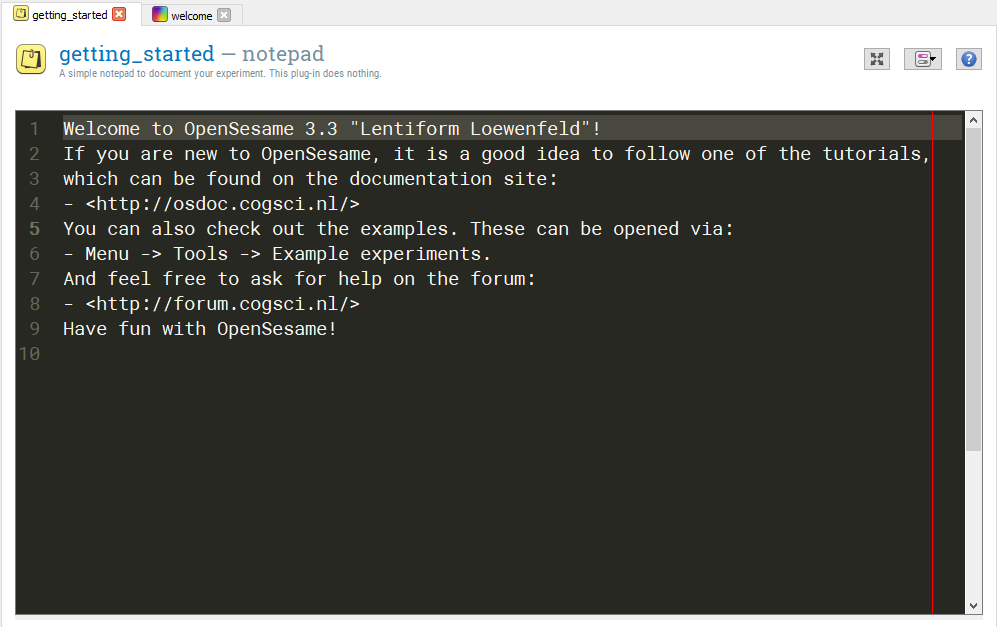 getting_started
welcome
getting_started — notepad
A simple notepad to document your experiment. This plug-in does nothing.
1 Welcome to OpenSesame 3.3 "Lentiform Loewenfeld"!
2 If you are new to OpenSesame, it is a good idea to follow one of the tutorials,
3 which can be found on the documentation site:
4 - <http://osdoc.cogsci.nl/>
5 You can also check out the examples. These can be opened via:
6 - Menu -> Tools -> Example experiments.
7 And feel free to ask for help on the forum:
8 - <http://forum.cogsci.nl/>
9 Have fun with OpenSesame!
10